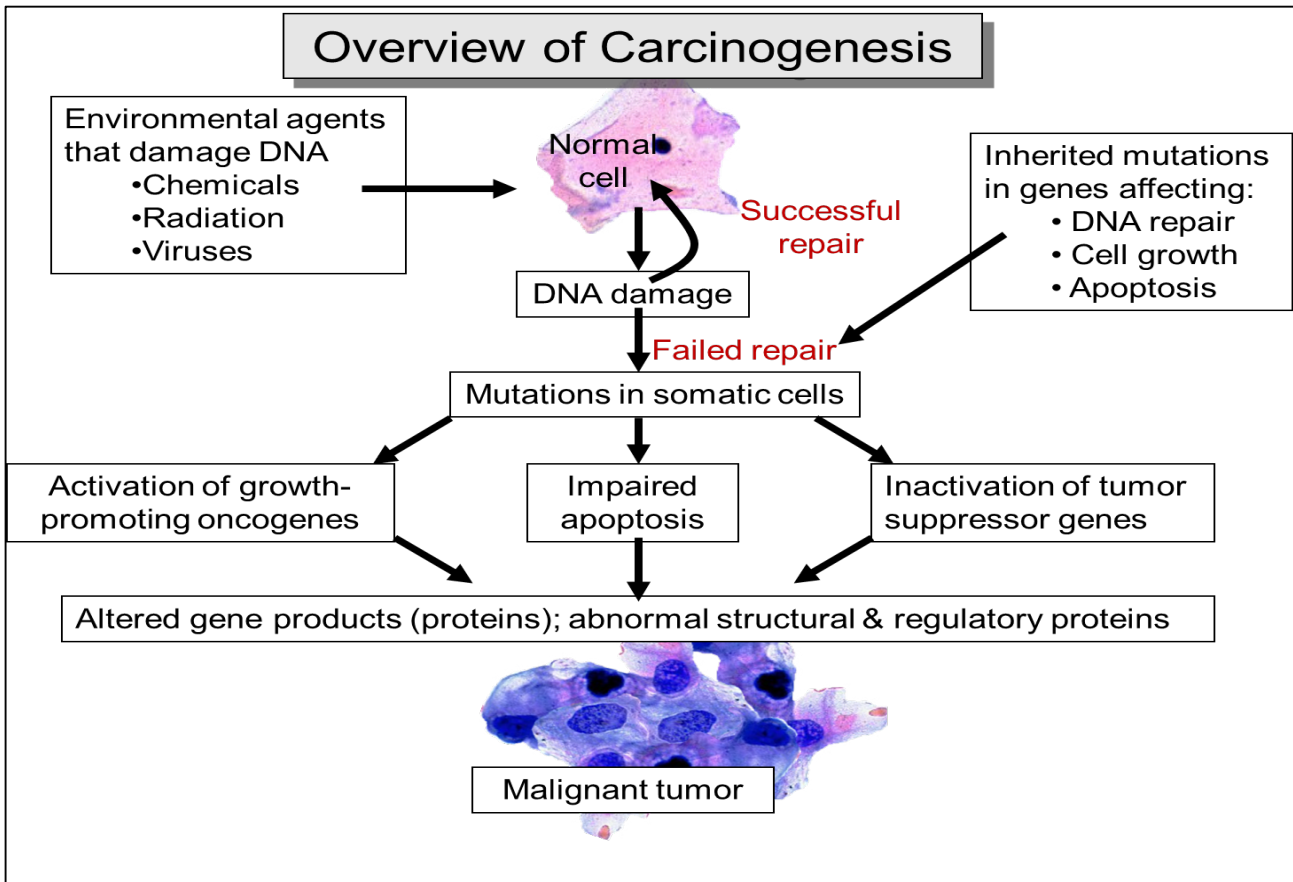 Overview of Carcinogenesis
Environmental agents
that damage DNA
•Chemicals
•Radiation
•Viruses
Normal
cell
Successful
repair
Inherited mutations
in genes affecting:
• DNA repair
• Cell growth
• Apoptosis
DNA damage
Failed repair
Mutations in somatic cells
Activation of growth-
promoting oncogenes
Impaired
apoptosis
Inactivation of tumor
suppressor genes
Altered gene products (proteins); abnormal structural & regulatory proteins
Malignant tumor